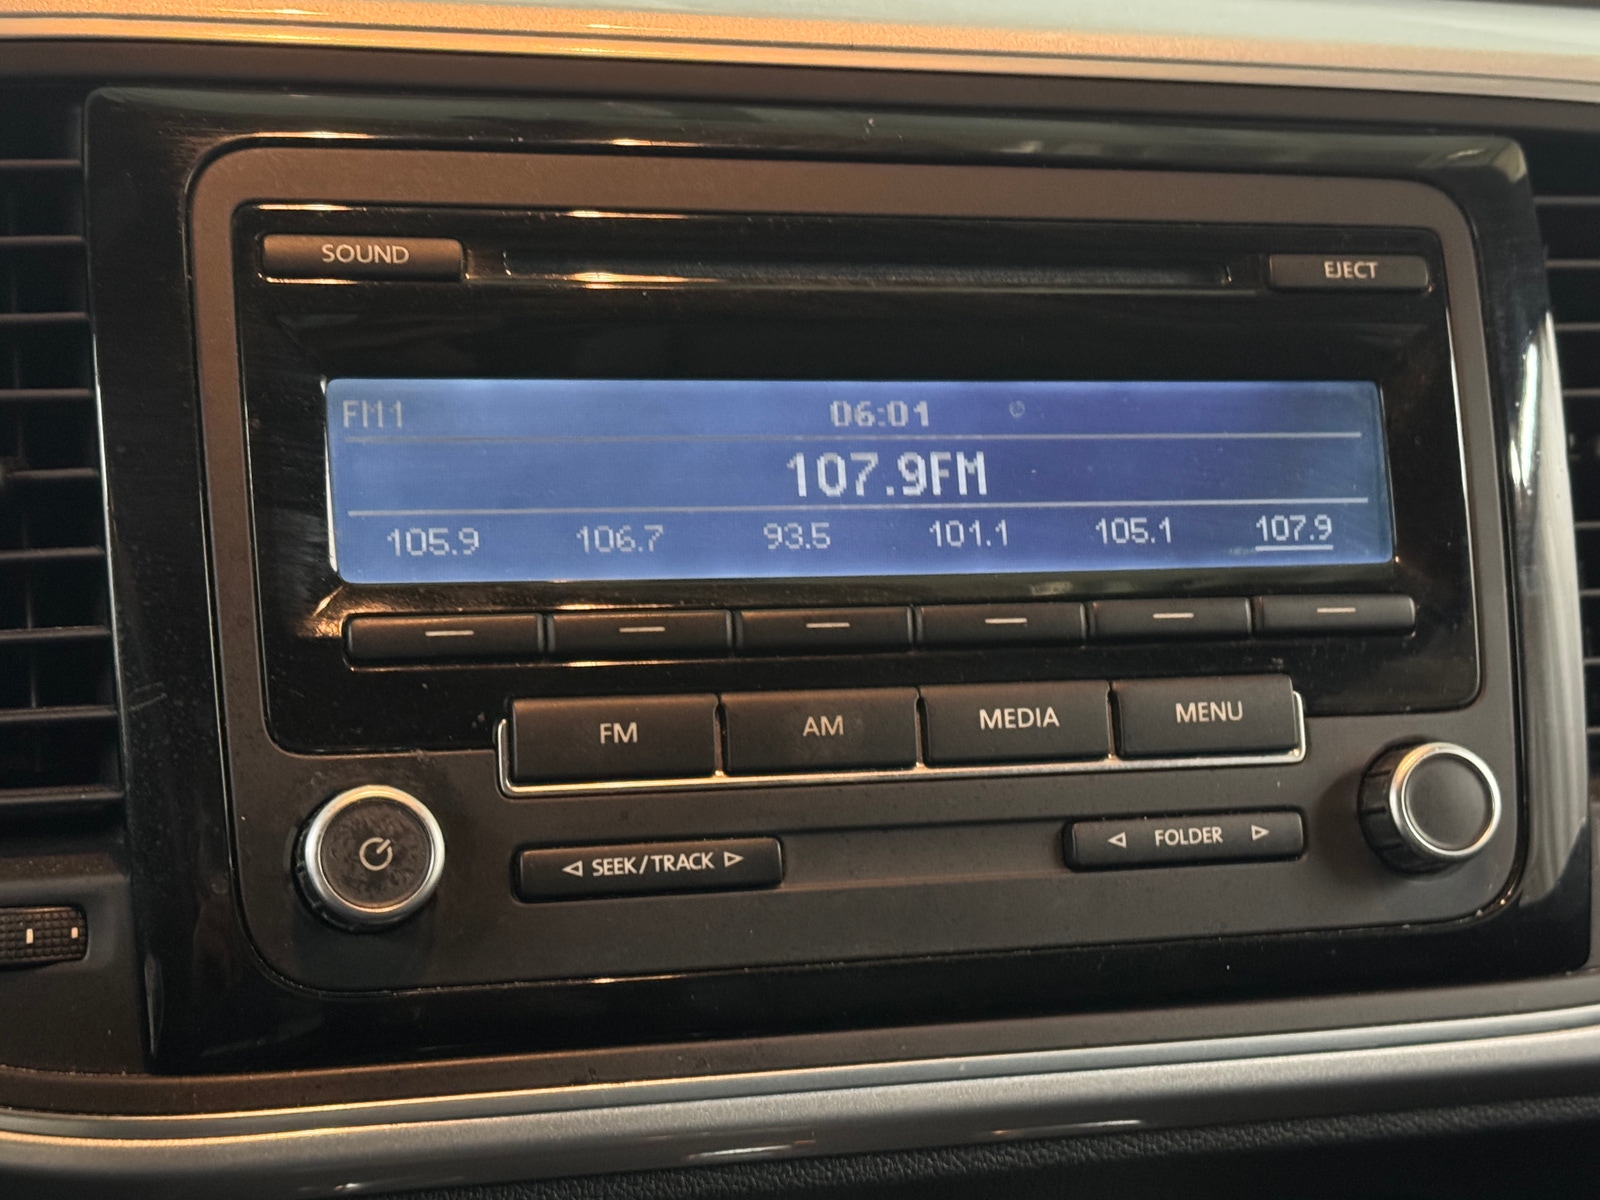 SOUND EJECT
FM1 06:01
107.9FM
105.9 106.7 93.5 101.1 105.1 107.9
FM AM MEDIA MENU
SEEK/TRACK FOLDER